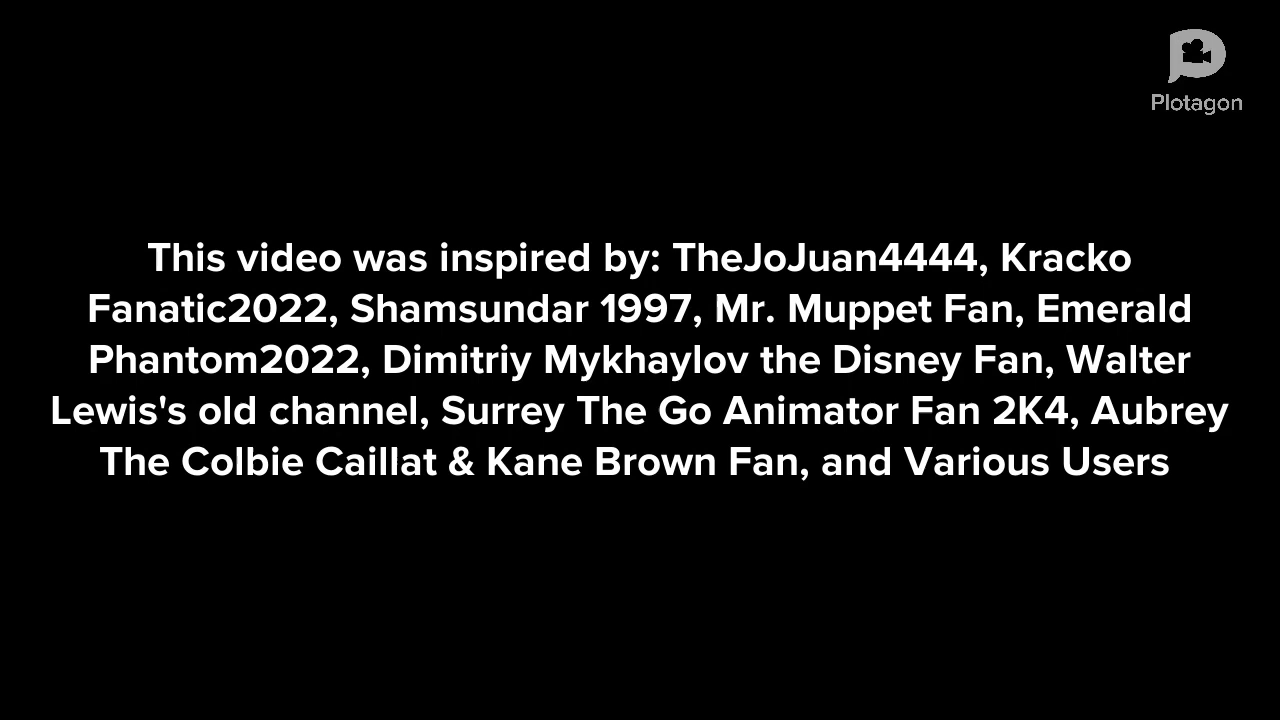 Plotagon
This video was inspired by: TheJoJuan4444, Kracko
Fanatic2022, Shamsundar 1997, Mr. Muppet Fan, Emerald
Phantom2022, Dimitriy Mykhaylov the Disney Fan, Walter
Lewis's old channel, Surrey The Go Animator Fan 2K4, Aubrey
The Colbie Caillat & Kane Brown Fan, and Various Users